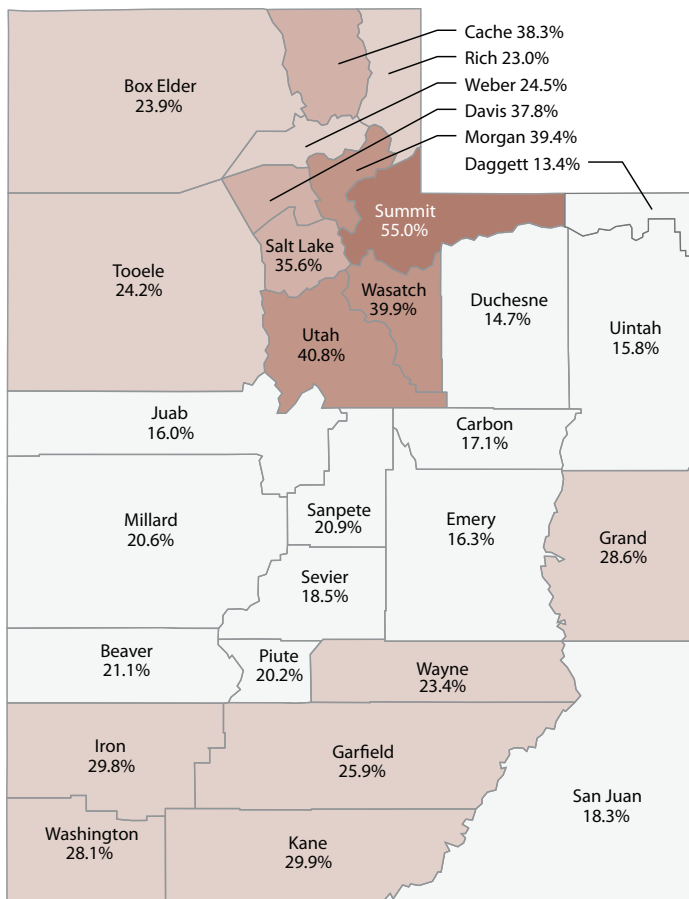 Cache 38.3%
Rich 23.0%
Weber 24.5%
Davis 37.8%
Morgan 39.4%
Daggett 13.4%
Box Elder
23.9%
Summit
55.0%
Salt Lake
35.6%
Tooele
24.2%
Wasatch
39.9%
Duchesne
14.7%
Uintah
15.8%
Utah
40.8%
Juab
16.0%
Carbon
17.1%
Millard
20.6%
Sanpete
20.9%
Emery
16.3%
Grand
28.6%
Sevier
18.5%
Beaver
21.1%
Piute
20.2%
Wayne
23.4%
Iron
29.8%
Garfield
25.9%
San Juan
18.3%
Washington
28.1%
Kane
29.9%